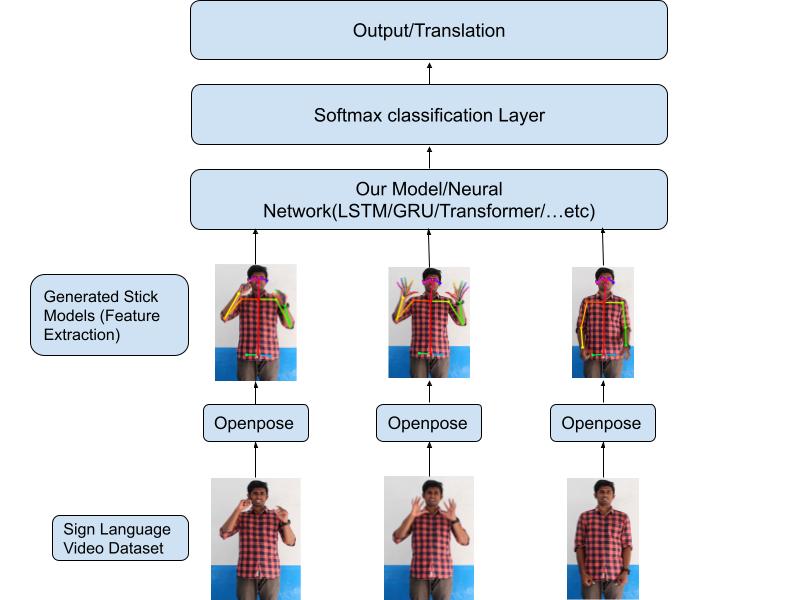 Output/Translation
Softmax classification Layer
Our Model/Neural
Network(LSTM/GRU/Transformer/…etc)
Generated Stick
Models (Feature
Extraction)
Openpose
Openpose
Openpose
Sign Language
Video Dataset